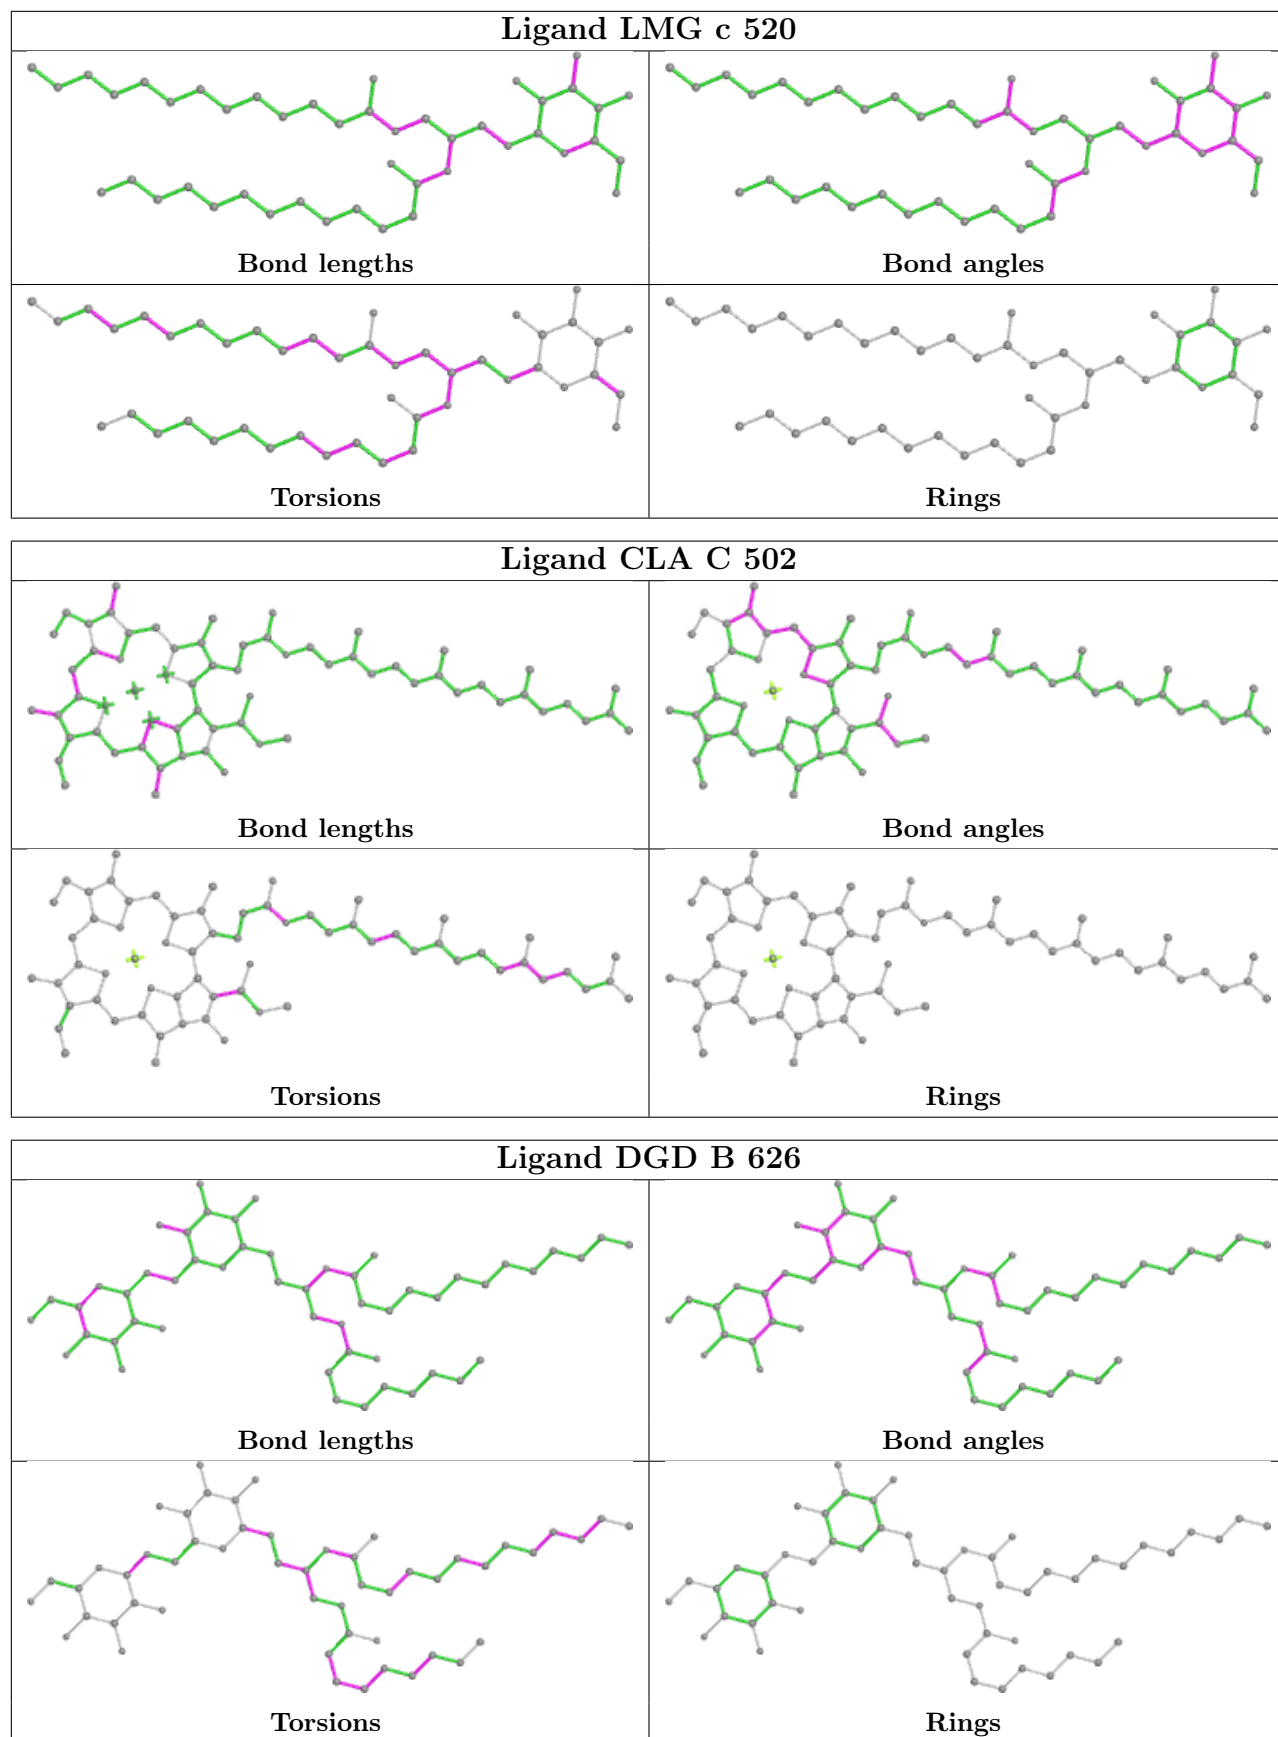 Ligand LMG c 520
Bond lengths
Bond angles
Torsions
Rings
Ligand CLA C 502
Bond lengths
Bond angles
Torsions
Rings
Ligand DGD B 626
Bond lengths
Bond angles
Torsions
Rings